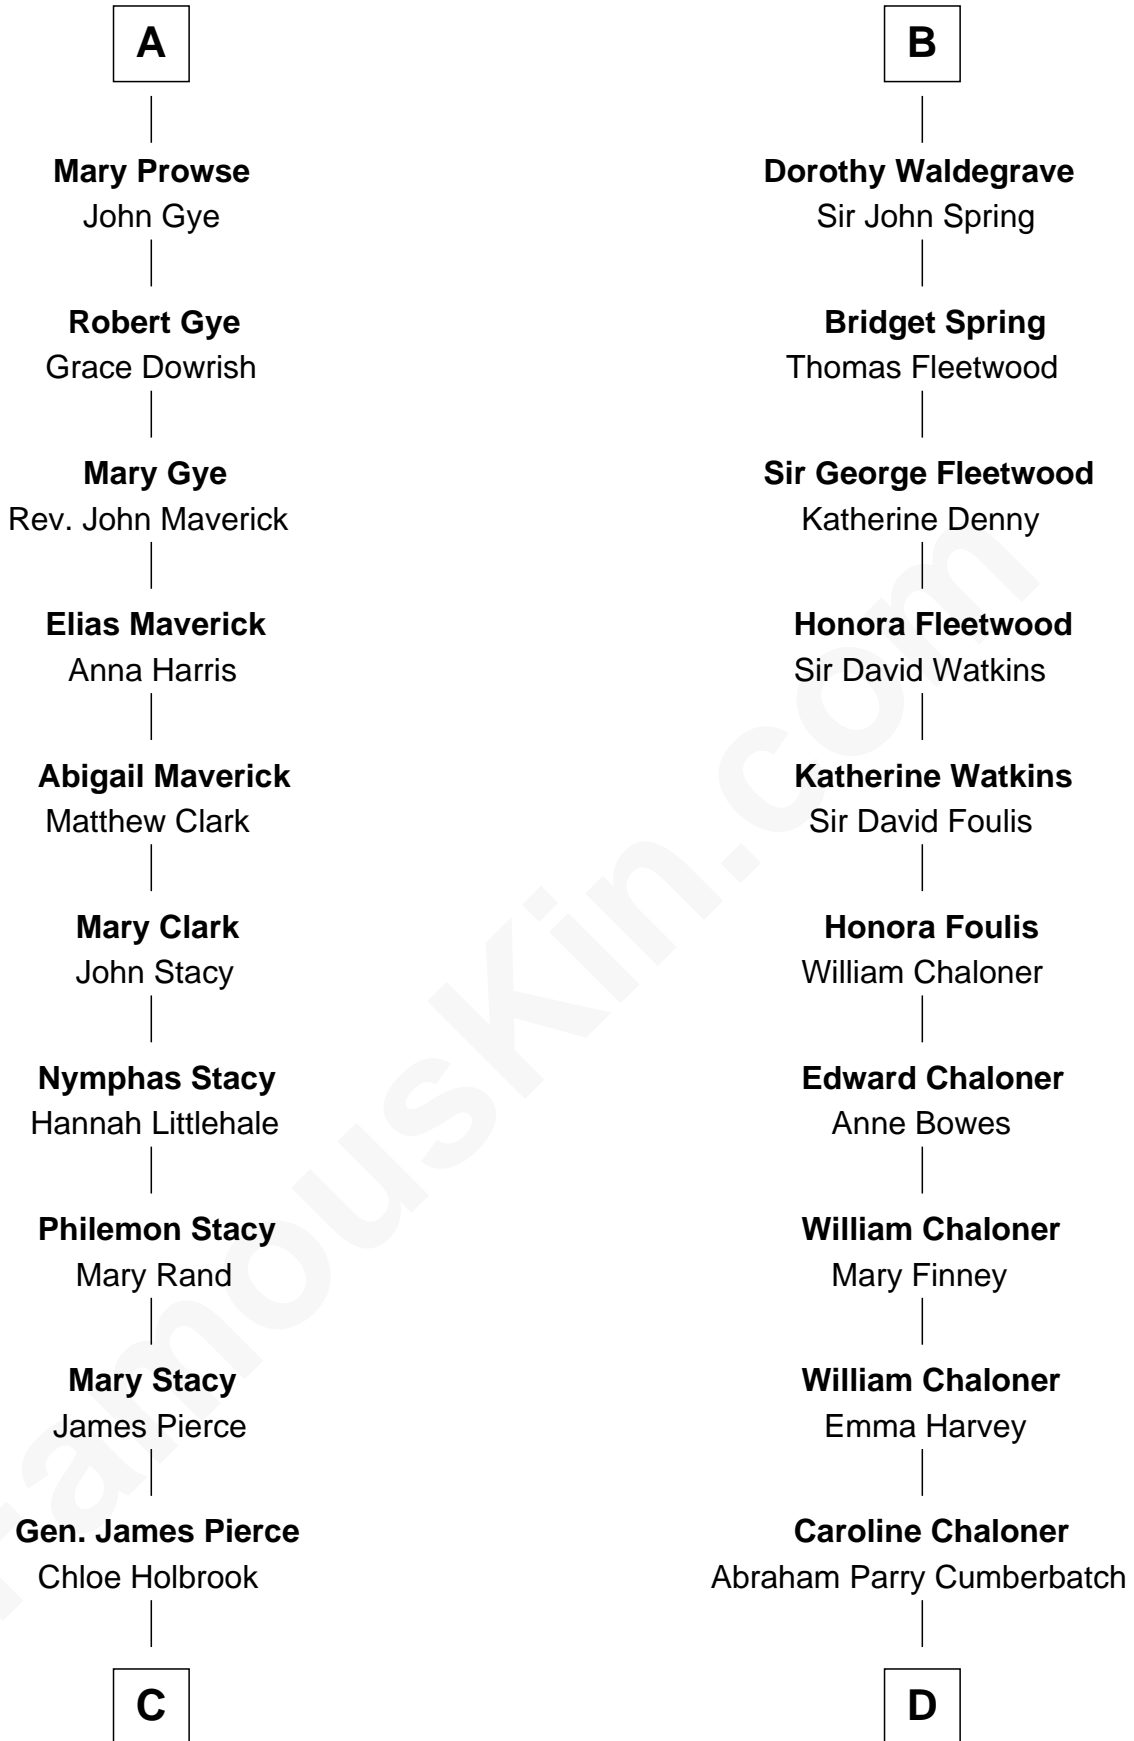 A
Mary Prowse
John Gye
Robert Gye
Grace Dowrish
Mary Gye
Rev. John Maverick
Elias Maverick
Anna Harris
Abigail Maverick
Matthew Clark
Mary Clark
John Stacy
Nymphas Stacy
Hannah Littlehale
Philemon Stacy
Mary Rand
Mary Stacy
James Pierce
Gen. James Pierce
Chloe Holbrook
C
B
Dorothy Waldegrave
Sir John Spring
Bridget Spring
Thomas Fleetwood
Sir George Fleetwood
Katherine Denny
Honora Fleetwood
Sir David Watkins
Katherine Watkins
Sir David Foulis
Honora Foulis
William Chaloner
Edward Chaloner
Anne Bowes
William Chaloner
Mary Finney
William Chaloner
Emma Harvey
Caroline Chaloner
Abraham Parry Cumberbatch
D
FamousKin.com